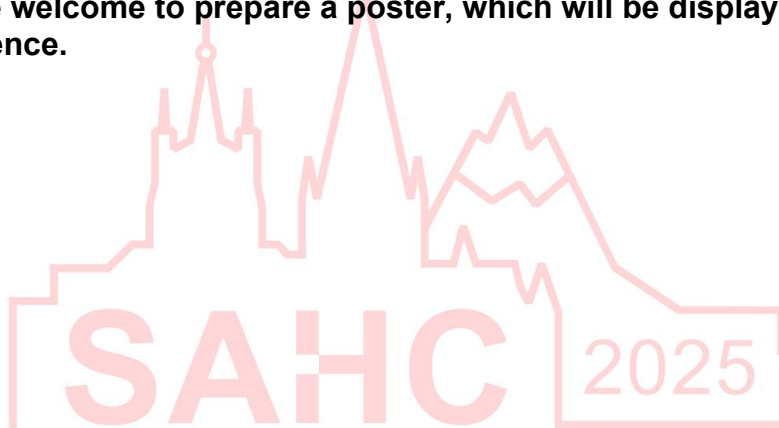 welcome to prepare a poster, which will be display
ence.
SAHC 2025